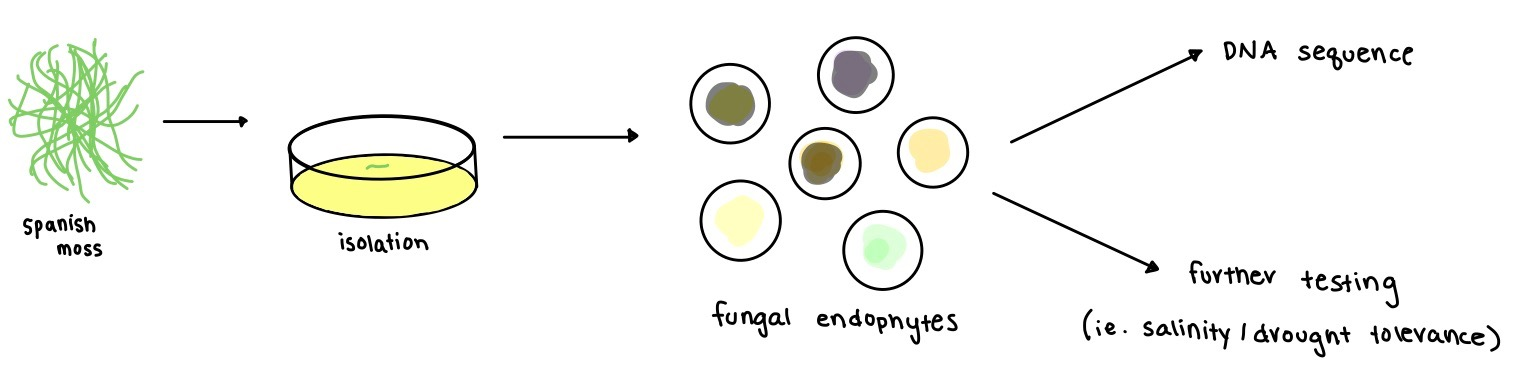 spanish
moss
isolation
fungal endophytes
DNA sequence
further testing
(ie. salinity / drought tolerance)